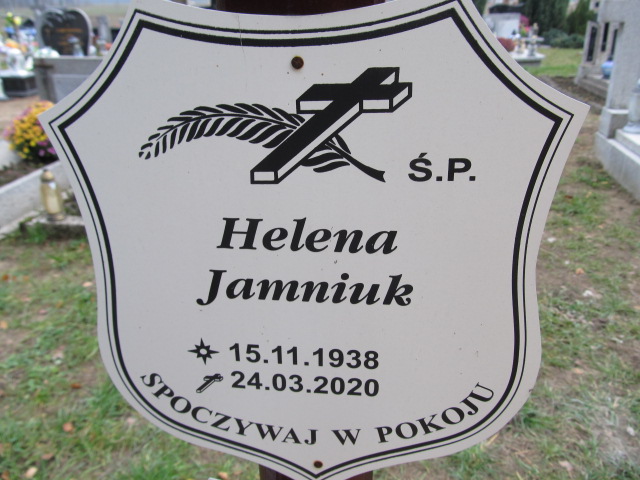 Ś.P.
Helena
Jamniuk
15.11.1938
24.03.2020
SPOCZYWAJ W POKOJU